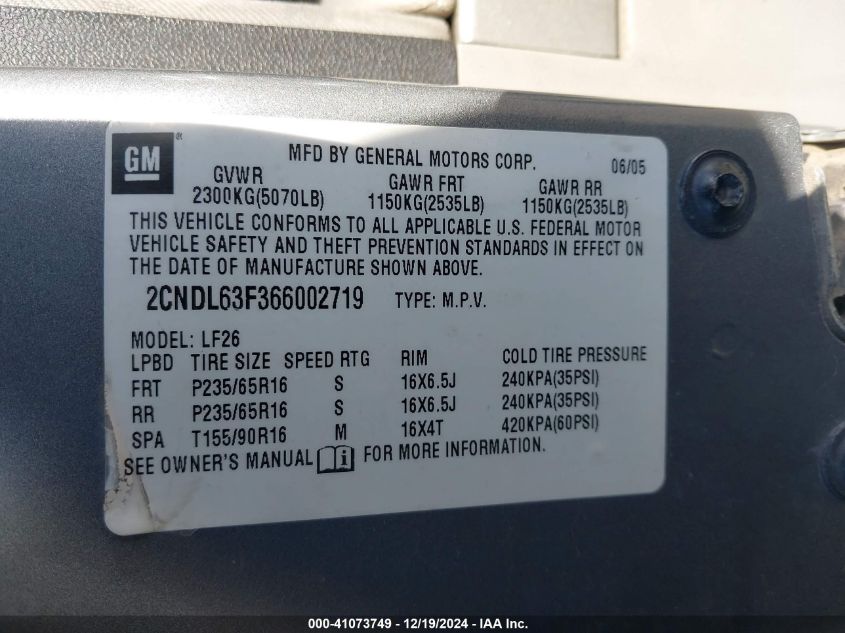 GM
®
MFD BY GENERAL MOTORS CORP. 06/05
GVWR GAWR FRT GAWR RR
2300KG(5070LB) 1150KG(2535LB) 1150KG(2535LB)
THIS VEHICLE CONFORMS TO ALL APPLICABLE U.S. FEDERAL MOTOR
VEHICLE SAFETY AND THEFT PREVENTION STANDARDS IN EFFECT ON
THE DATE OF MANUFACTURE SHOWN ABOVE.
2CNDL63F366002719 TYPE: M.P.V.
MODEL: LF26
LPBD TIRE SIZE SPEED RTG RIM COLD TIRE PRESSURE
FRT P235/65R16 S 16X6.5J 240KPA(35PSI)
RR P235/65R16 S 16X6.5J 240KPA(35PSI)
SPA T155/90R16 M 16X4T 420KPA(60PSI)
SEE OWNER'S MANUAL i FOR MORE INFORMATION.
000-41073749 - 12/19/2024 - IAA Inc.